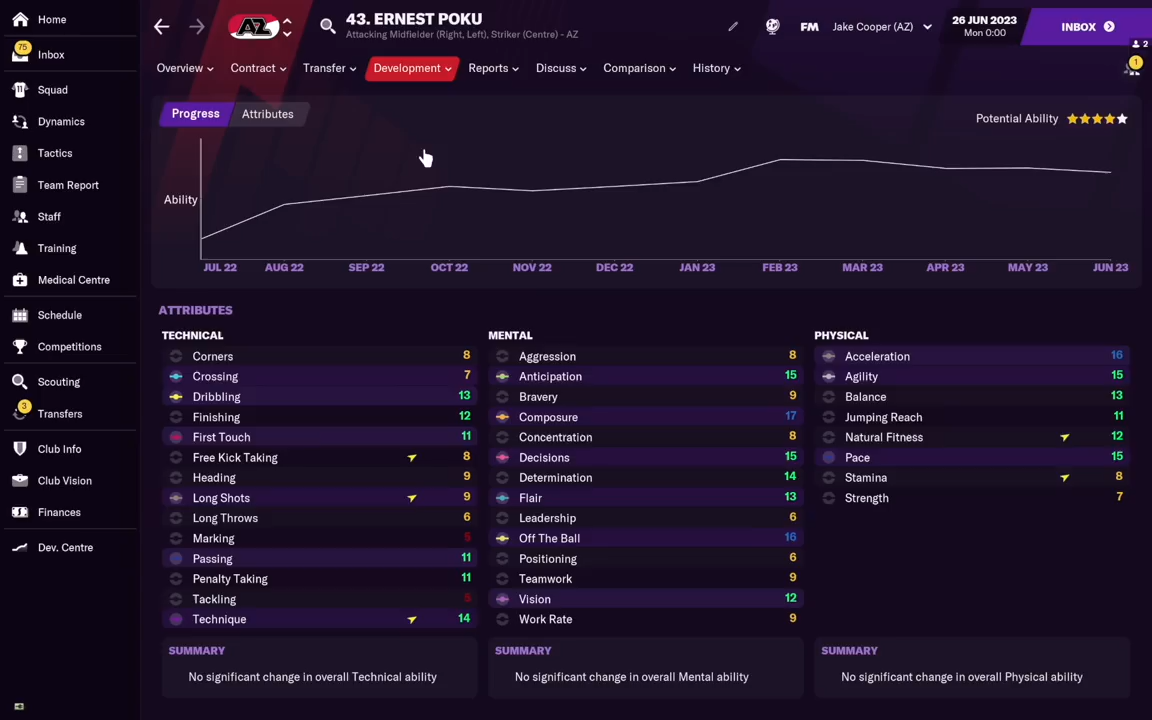 Home
75
Inbox
Squad
Dynamics
Tactics
Team Report
Staff
Training
Medical Centre
Schedule
Competitions
Scouting
3
Transfers
Club Info
Club Vision
Finances
Dev. Centre
AZ
43. ERNEST POKU
Attacking Midfielder (Right, Left), Striker (Centre) - AZ
FM
Jake Cooper (AZ)
26 JUN 2023
Mon 0:00
INBOX
2
1
Overview Contract Transfer Development Reports Discuss Comparison History
Progress Attributes
Potential Ability
Ability
JUL 22 AUG 22 SEP 22 OCT 22 NOV 22 DEC 22 JAN 23 FEB 23 MAR 23 APR 23 MAY 23 JUN 23
ATTRIBUTES
TECHNICAL
Corners 8
Crossing 7
Dribbling 13
Finishing 12
First Touch 11
Free Kick Taking 8
Heading 9
Long Shots 9
Long Throws 6
Marking 5
Passing 11
Penalty Taking 11
Tackling 5
Technique 14
SUMMARY
No significant change in overall Technical ability
MENTAL
Aggression 8
Anticipation 15
Bravery 9
Composure 17
Concentration 8
Decisions 15
Determination 14
Flair 13
Leadership 6
Off The Ball 16
Positioning 6
Teamwork 9
Vision 12
Work Rate 9
SUMMARY
No significant change in overall Mental ability
PHYSICAL
Acceleration 16
Agility 15
Balance 13
Jumping Reach 11
Natural Fitness 12
Pace 15
Stamina 8
Strength 7
SUMMARY
No significant change in overall Physical ability